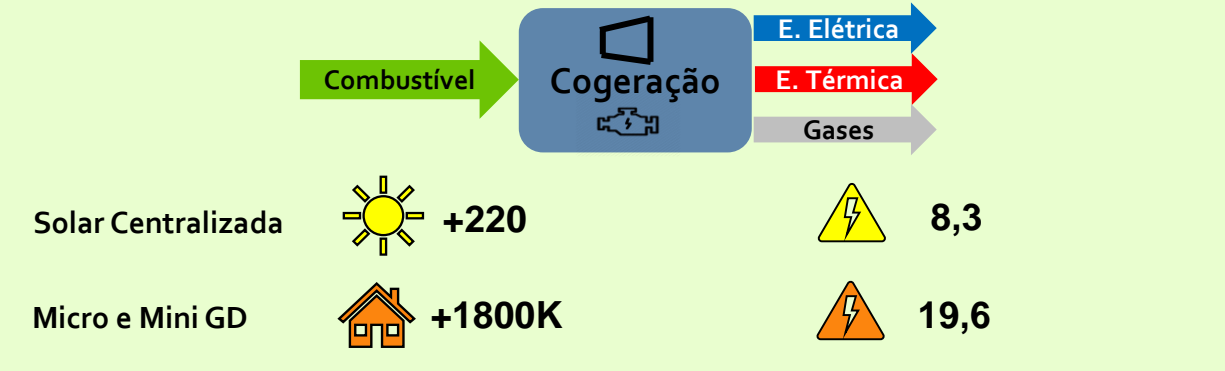 E. Elétrica
Combustível
Cogeração
E. Térmica
Gases
Solar Centralizada +220 8,3
Micro e Mini GD +1800K 19,6